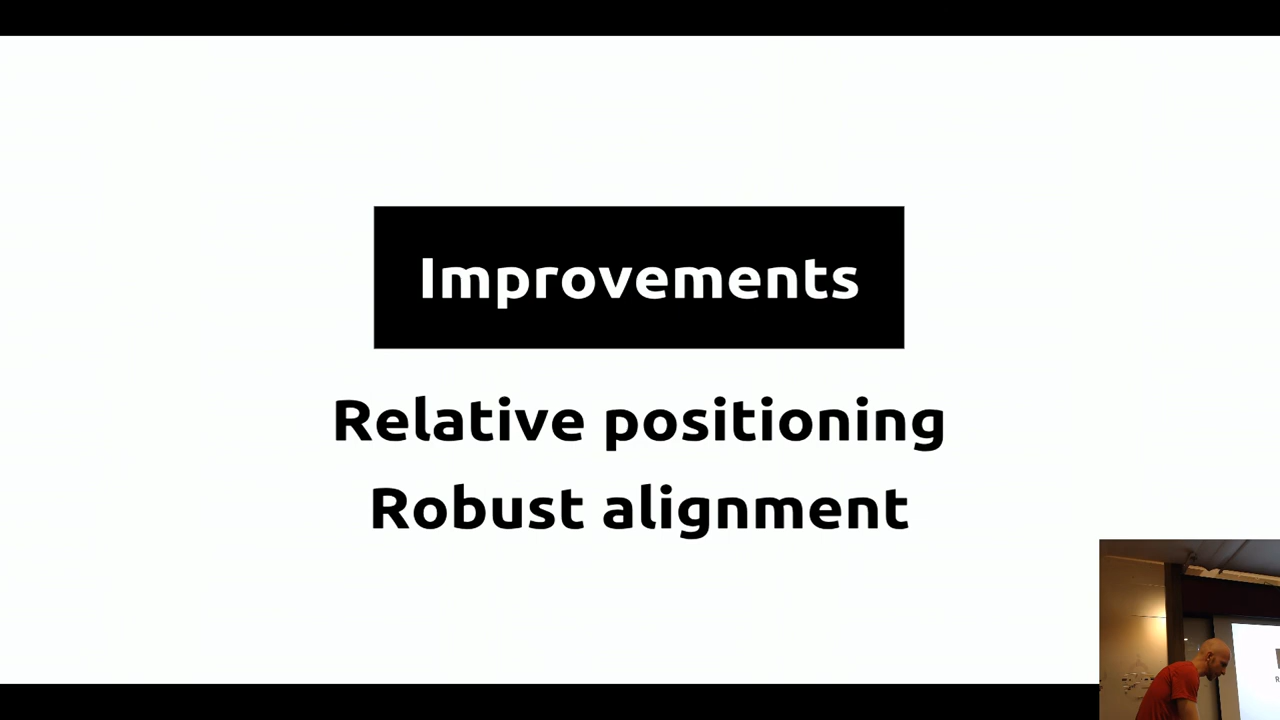 Improvements
Relative positioning
Robust alignment